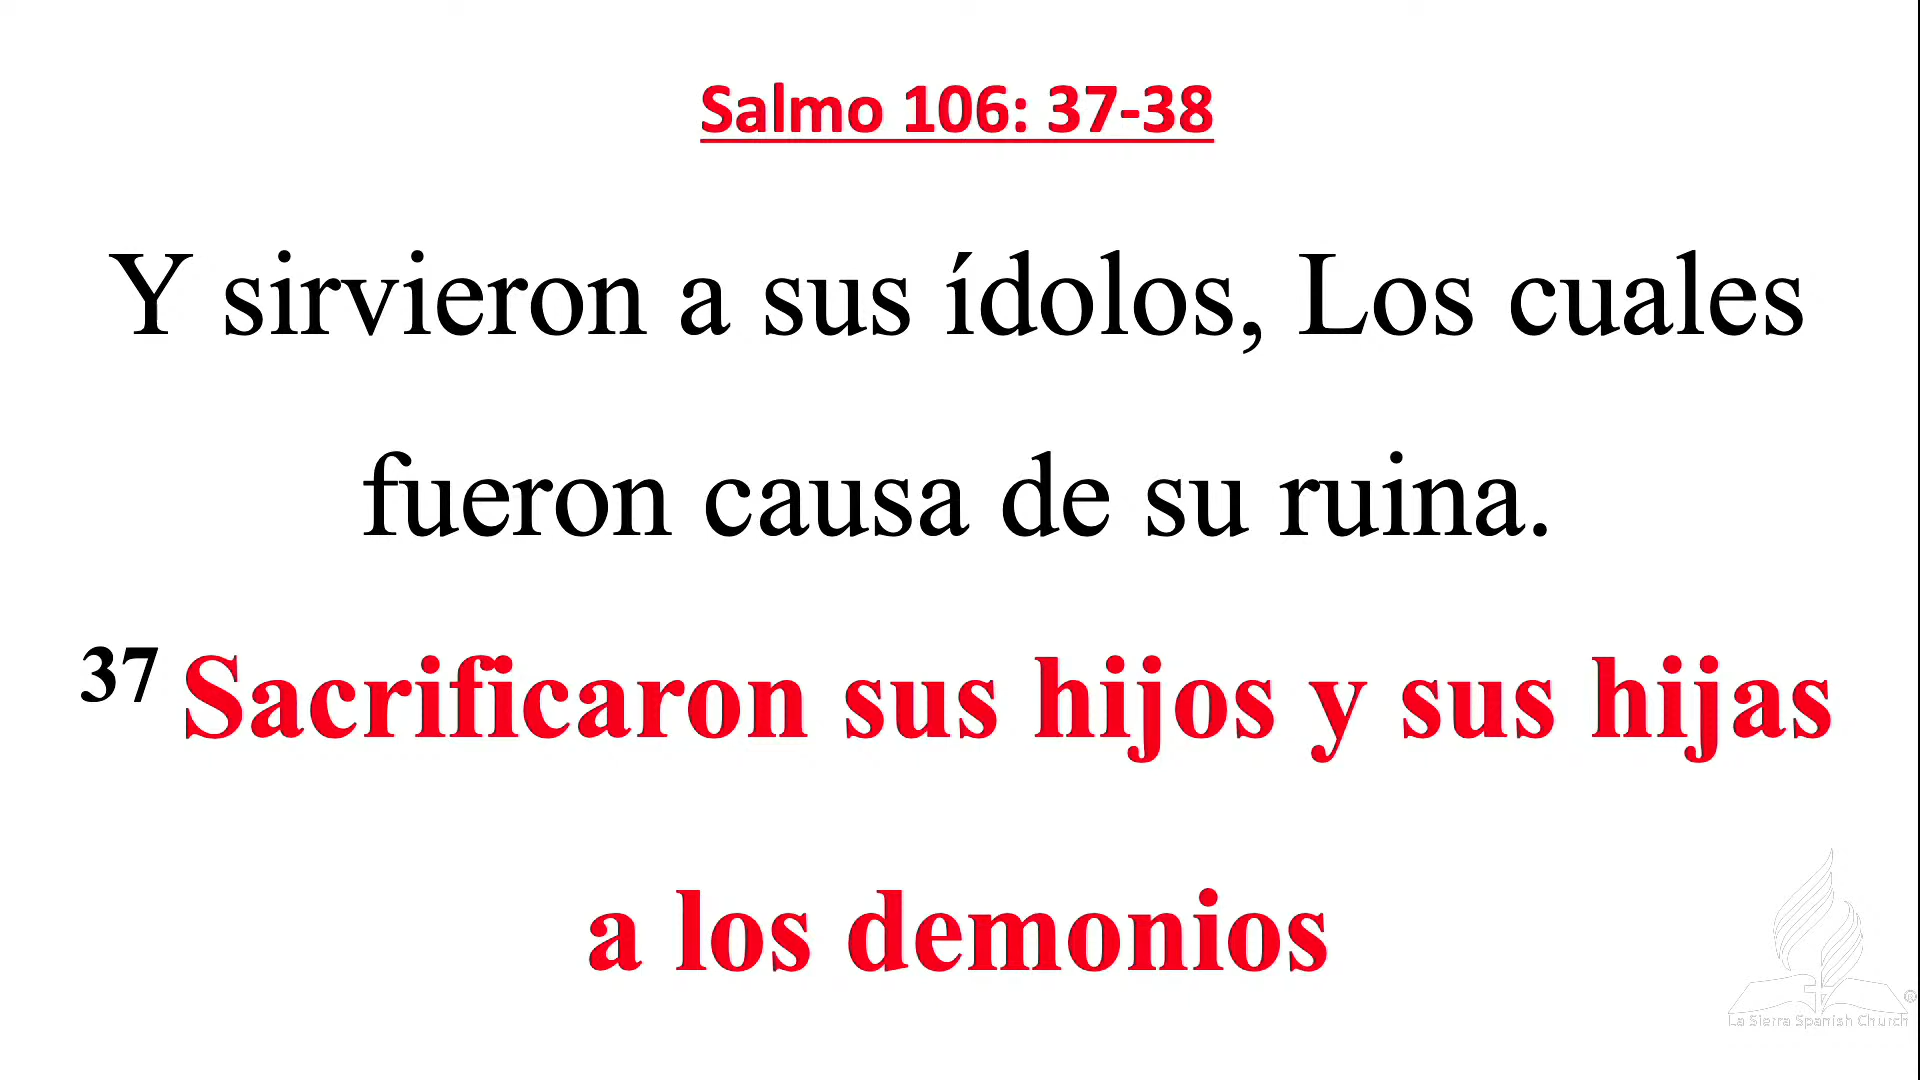 Salmo 106: 37-38
Y sirvieron a sus ídolos, Los cuales
fueron causa de su ruina.
37 Sacrificaron sus hijos y sus hijas
a los demonios
®
La Sierra Spanish Church